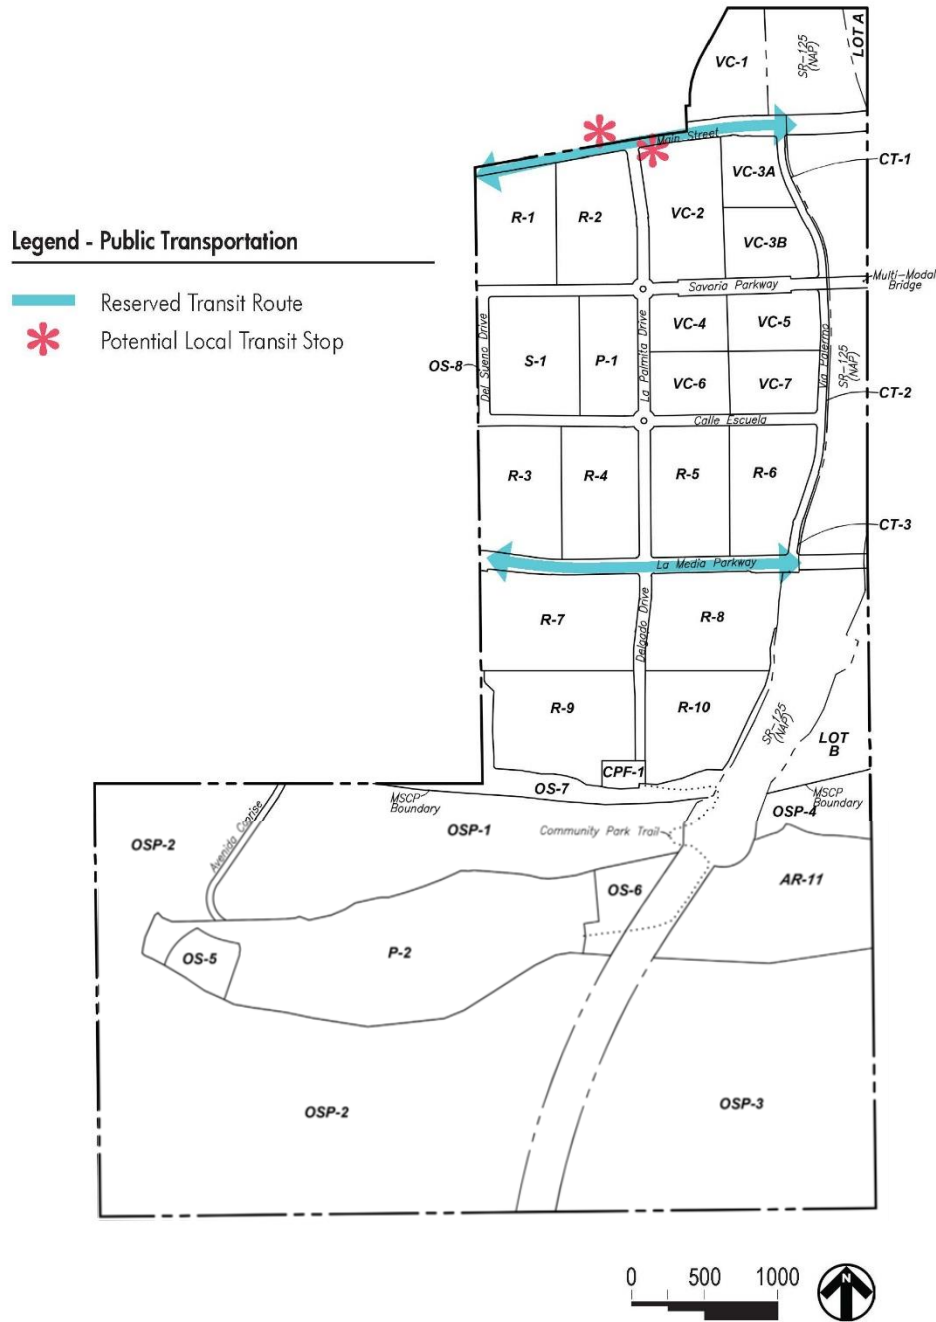 VC-1
SR-125
(NAP)
LOT A
Main Street
CT-1
R-1
R-2
VC-2
VC-3A
VC-3B
Legend - Public Transportation
Reserved Transit Route
Potential Local Transit Stop
Savoria Parkway
Multi-Modal
Bridge
OS-8
Del Sueno Drive
S-1
P-1
La Palmita Drive
VC-4
VC-5
VC-6
VC-7
Via Palermo
SR-125
(NAP)
CT-2
Calle Escuela
R-3
R-4
R-5
R-6
CT-3
La Media Parkway
R-7
Delgado Drive
R-8
R-9
R-10
SR-125
(NAP)
LOT
B
CPF-1
OS-7
MSCP
Boundary
MSCP
Boundary
OSP-4
OSP-2
Avenida Caprise
OSP-1
Community Park Trail
OS-6
AR-11
OS-5
P-2
OSP-2
OSP-3
0 500 1000
N